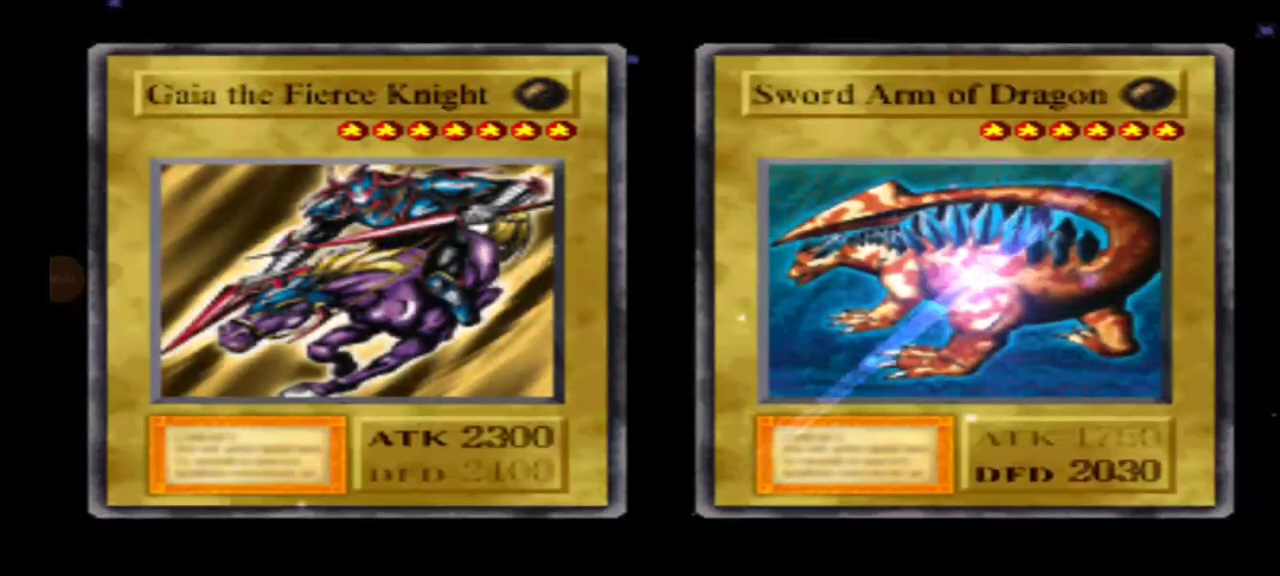 Gaia the Fierce Knight
ATK 2300
DFD 2100
Sword Arm of Dragon
ATK 1750
DFD 2030